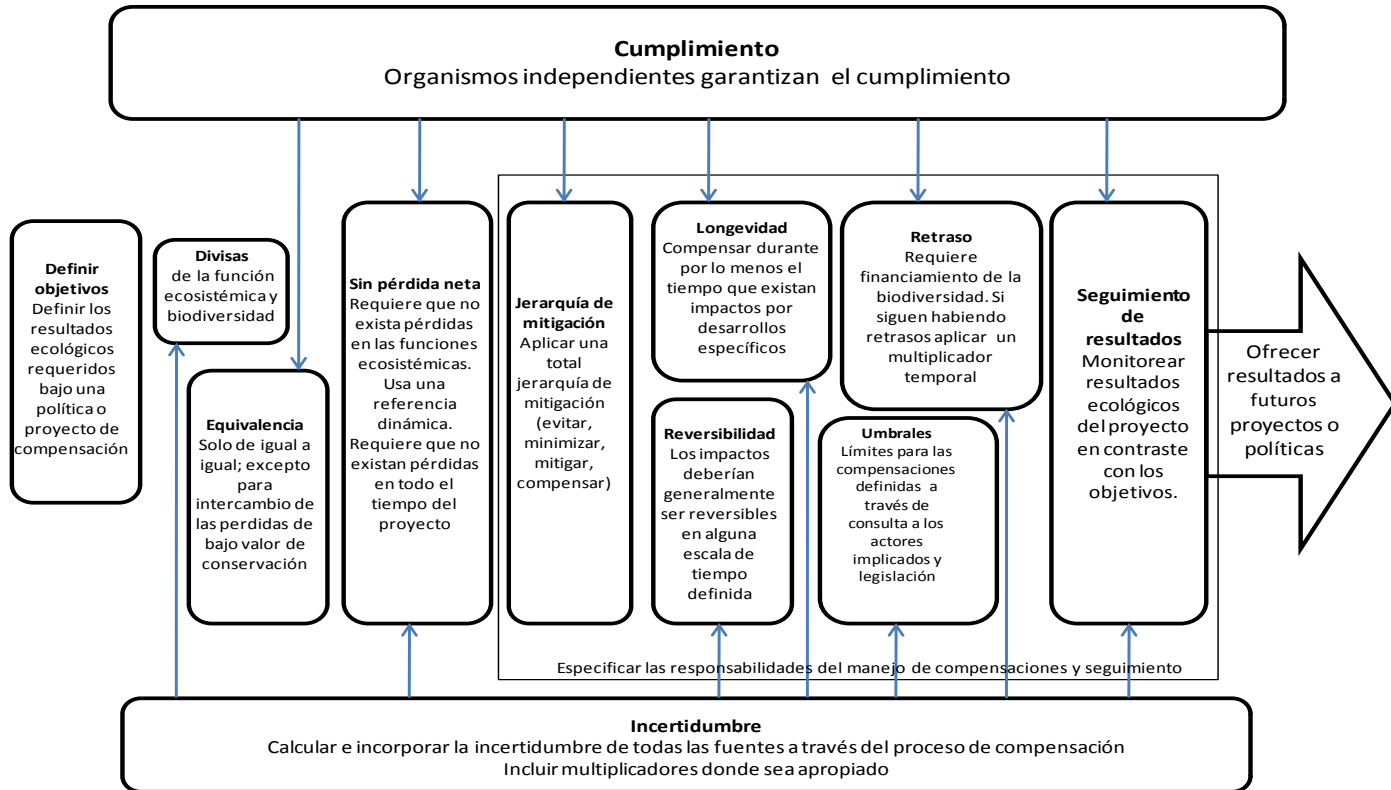 Cumplimiento
Organismos independientes garantizan el cumplimiento
Definir
objetivos
Definir los
resultados
ecológicos
requeridos
bajo una
política o
proyecto de
compensación
Divisas
de la función
ecosistémica y
biodiversidad
Equivalencia
Solo de igual a
igual; excepto
para
intercambio de
las perdidas de
bajo valor de
conservación
Sin pérdida neta
Requiere que no
exista pérdidas
en las funciones
ecosistémicas.
Usa una
referencia
dinámica.
Requiere que no
existan pérdidas
en todo el
tiempo del
proyecto
Jerarquía de
mitigación
Aplicar una
total
jerarquía de
mitigación
(evitar,
minimizar,
mitigar,
compensar)
Longevidad
Compensar durante
por lo menos el
tiempo que existan
impactos por
desarrollos
específicos
Reversibilidad
Los impactos
deberían
generalmente
ser reversibles
en alguna
escala de
tiempo
definida
Retraso
Requiere
financiamiento de la
biodiversidad. Si
siguen habiendo
retrasos aplicar un
multiplicador
temporal
Umbrales
Límites para las
compensaciones
definidas a
través de
consulta a los
actores
implicados y
legislación
Seguimiento
de
resultados
Monitorear
resultados
ecológicos
del proyecto
en contraste
con los
objetivos.
Ofrecer
resultados a
futuros
proyectos o
políticas
Especificar las responsabilidades del manejo de compensaciones y seguimiento
Incertidumbre
Calcular e incorporar la incertidumbre de todas las fuentes a través del proceso de compensación
Incluir multiplicadores donde sea apropiado